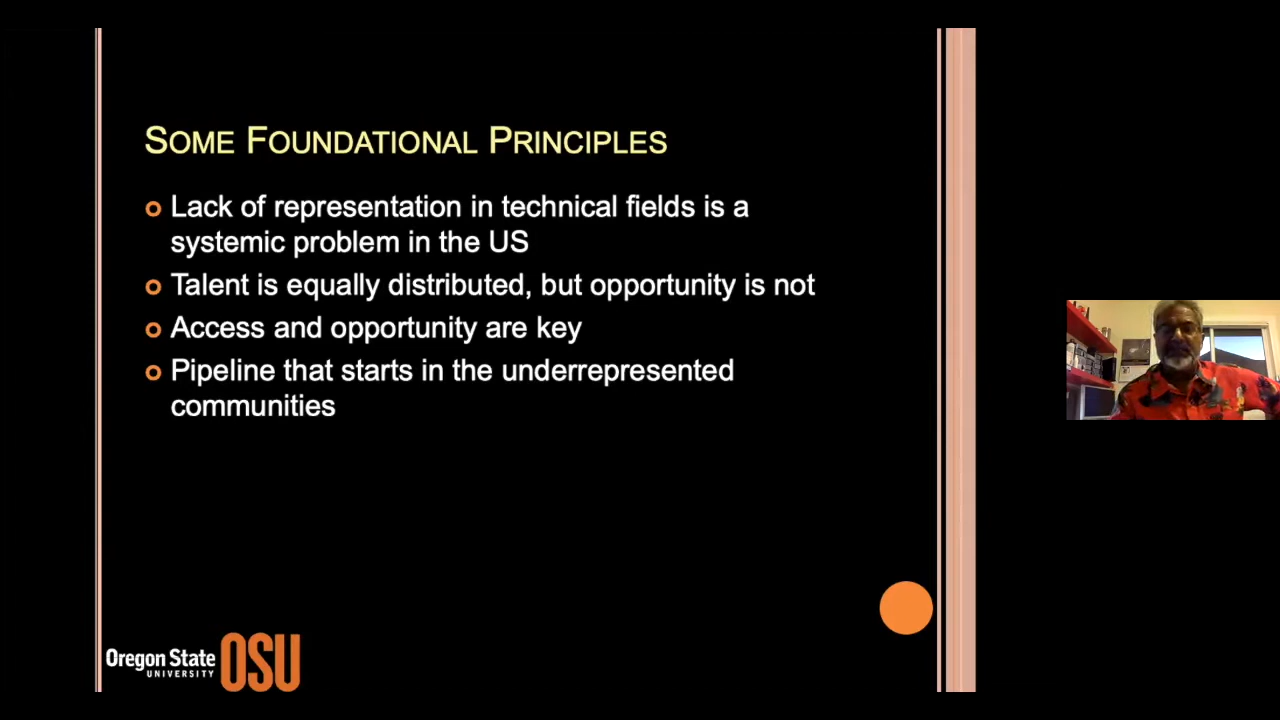 SOME FOUNDATIONAL PRINCIPLES
Lack of representation in technical fields is a
systemic problem in the US
Talent is equally distributed, but opportunity is not
Access and opportunity are key
Pipeline that starts in the underrepresented
communities
Oregon State
UNIVERSITY
OSU